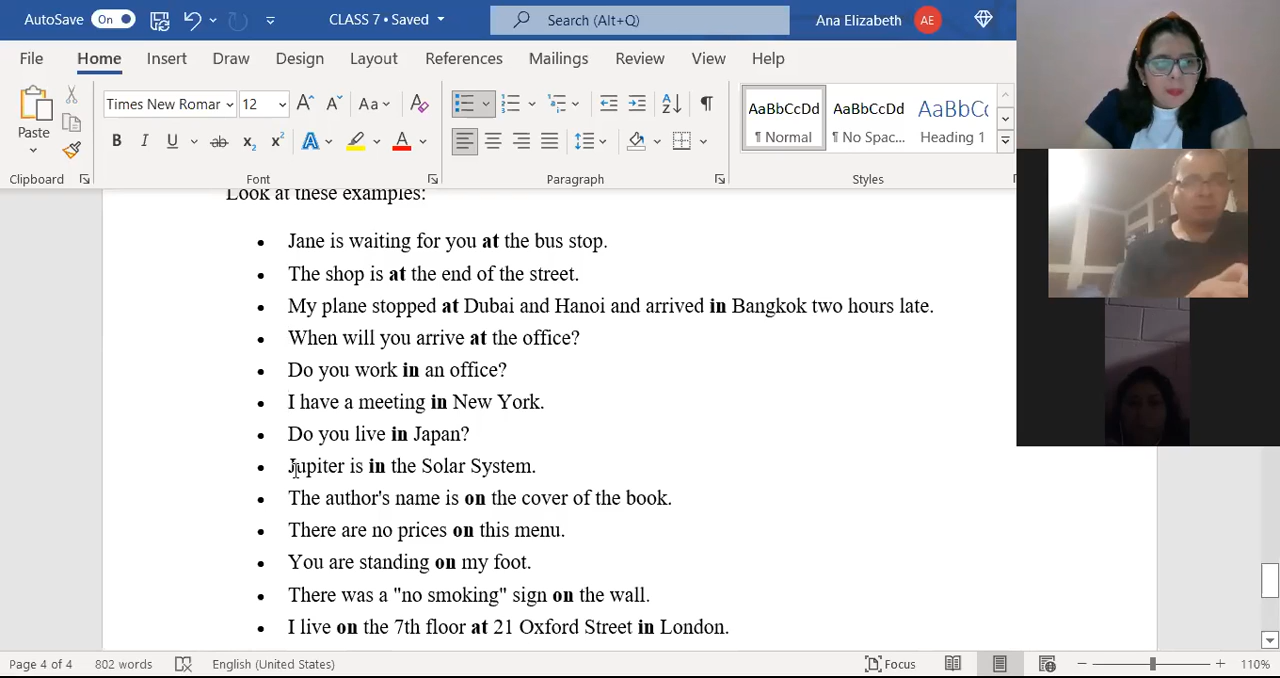 AutoSave On CLASS 7 • Saved Search (Alt+Q) Ana Elizabeth AE
File Home Insert Draw Design Layout References Mailings Review View Help
Times New Romar 12 A A Aa A
Paste
B I U ab x2 x2 A A
AaBbCcDd AaBbCcDd AaBbCc
¶ Normal ¶ No Spac... Heading 1
Clipboard Font Paragraph Styles
Look at these examples:
• Jane is waiting for you at the bus stop.
• The shop is at the end of the street.
• My plane stopped at Dubai and Hanoi and arrived in Bangkok two hours late.
• When will you arrive at the office?
• Do you work in an office?
• I have a meeting in New York.
• Do you live in Japan?
• Jupiter is in the Solar System.
• The author's name is on the cover of the book.
• There are no prices on this menu.
• You are standing on my foot.
• There was a "no smoking" sign on the wall.
• I live on the 7th floor at 21 Oxford Street in London.
Page 4 of 4 802 words English (United States) Focus 110%